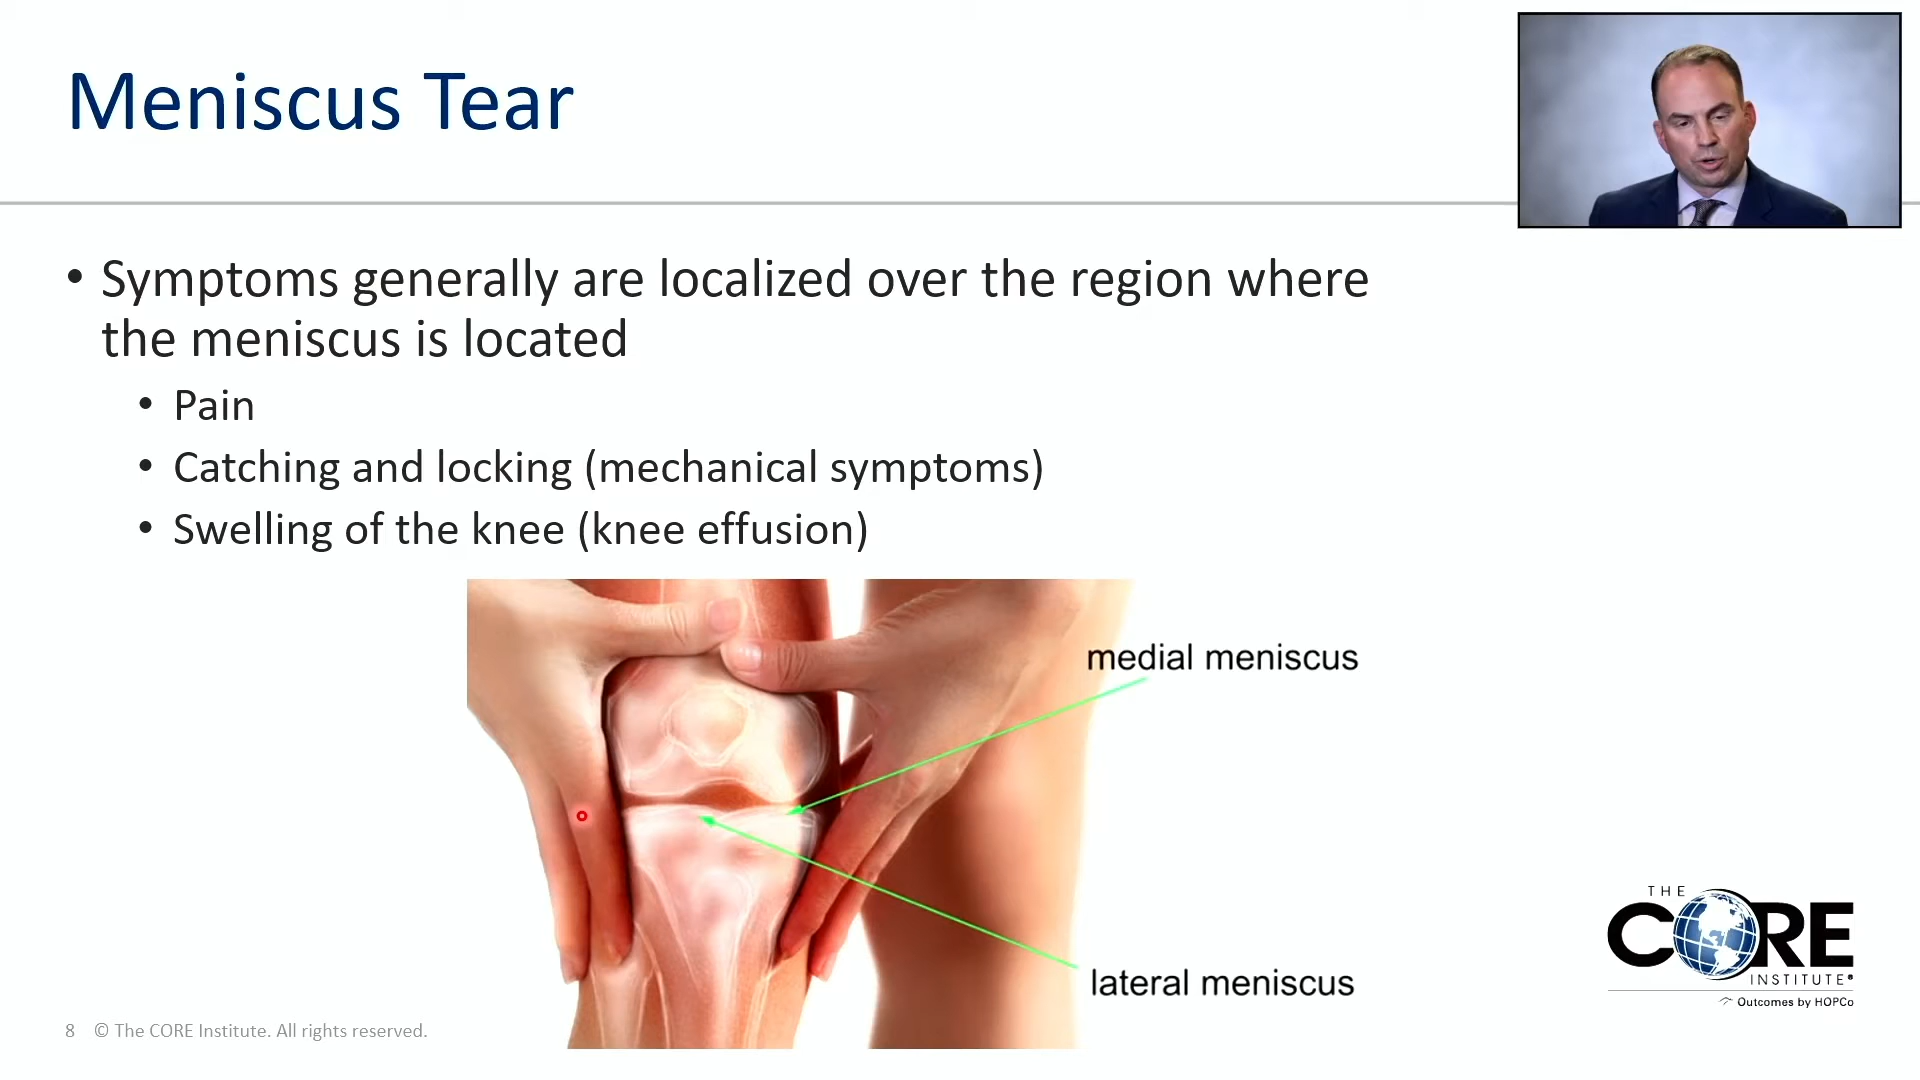 Meniscus Tear
• Symptoms generally are localized over the region where
the meniscus is located
• Pain
• Catching and locking (mechanical symptoms)
• Swelling of the knee (knee effusion)
medial meniscus
lateral meniscus
THE
CORE
INSTITUTE®
Outcomes by HOPCo
8 © The CORE Institute. All rights reserved.